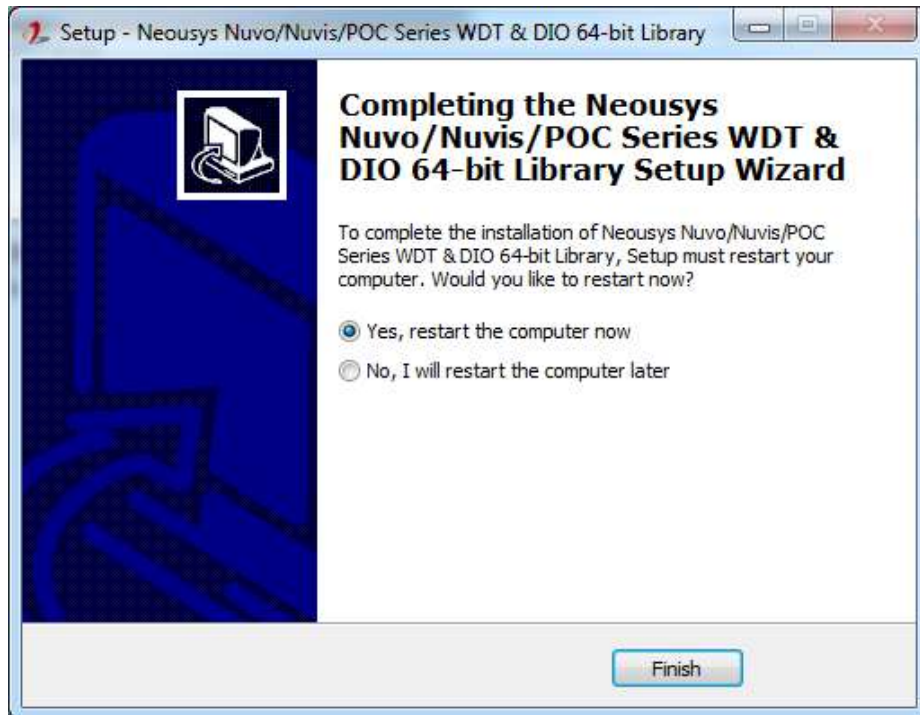 Setup - Neousys Nuvo/Nuvis/POC Series WDT & DIO 64-bit Library
Completing the Neousys
Nuvo/Nuvis/POC Series WDT &
DIO 64-bit Library Setup Wizard
To complete the installation of Neousys Nuvo/Nuvis/POC
Series WDT & DIO 64-bit Library, Setup must restart your
computer. Would you like to restart now?
Yes, restart the computer now
No, I will restart the computer later
Finish